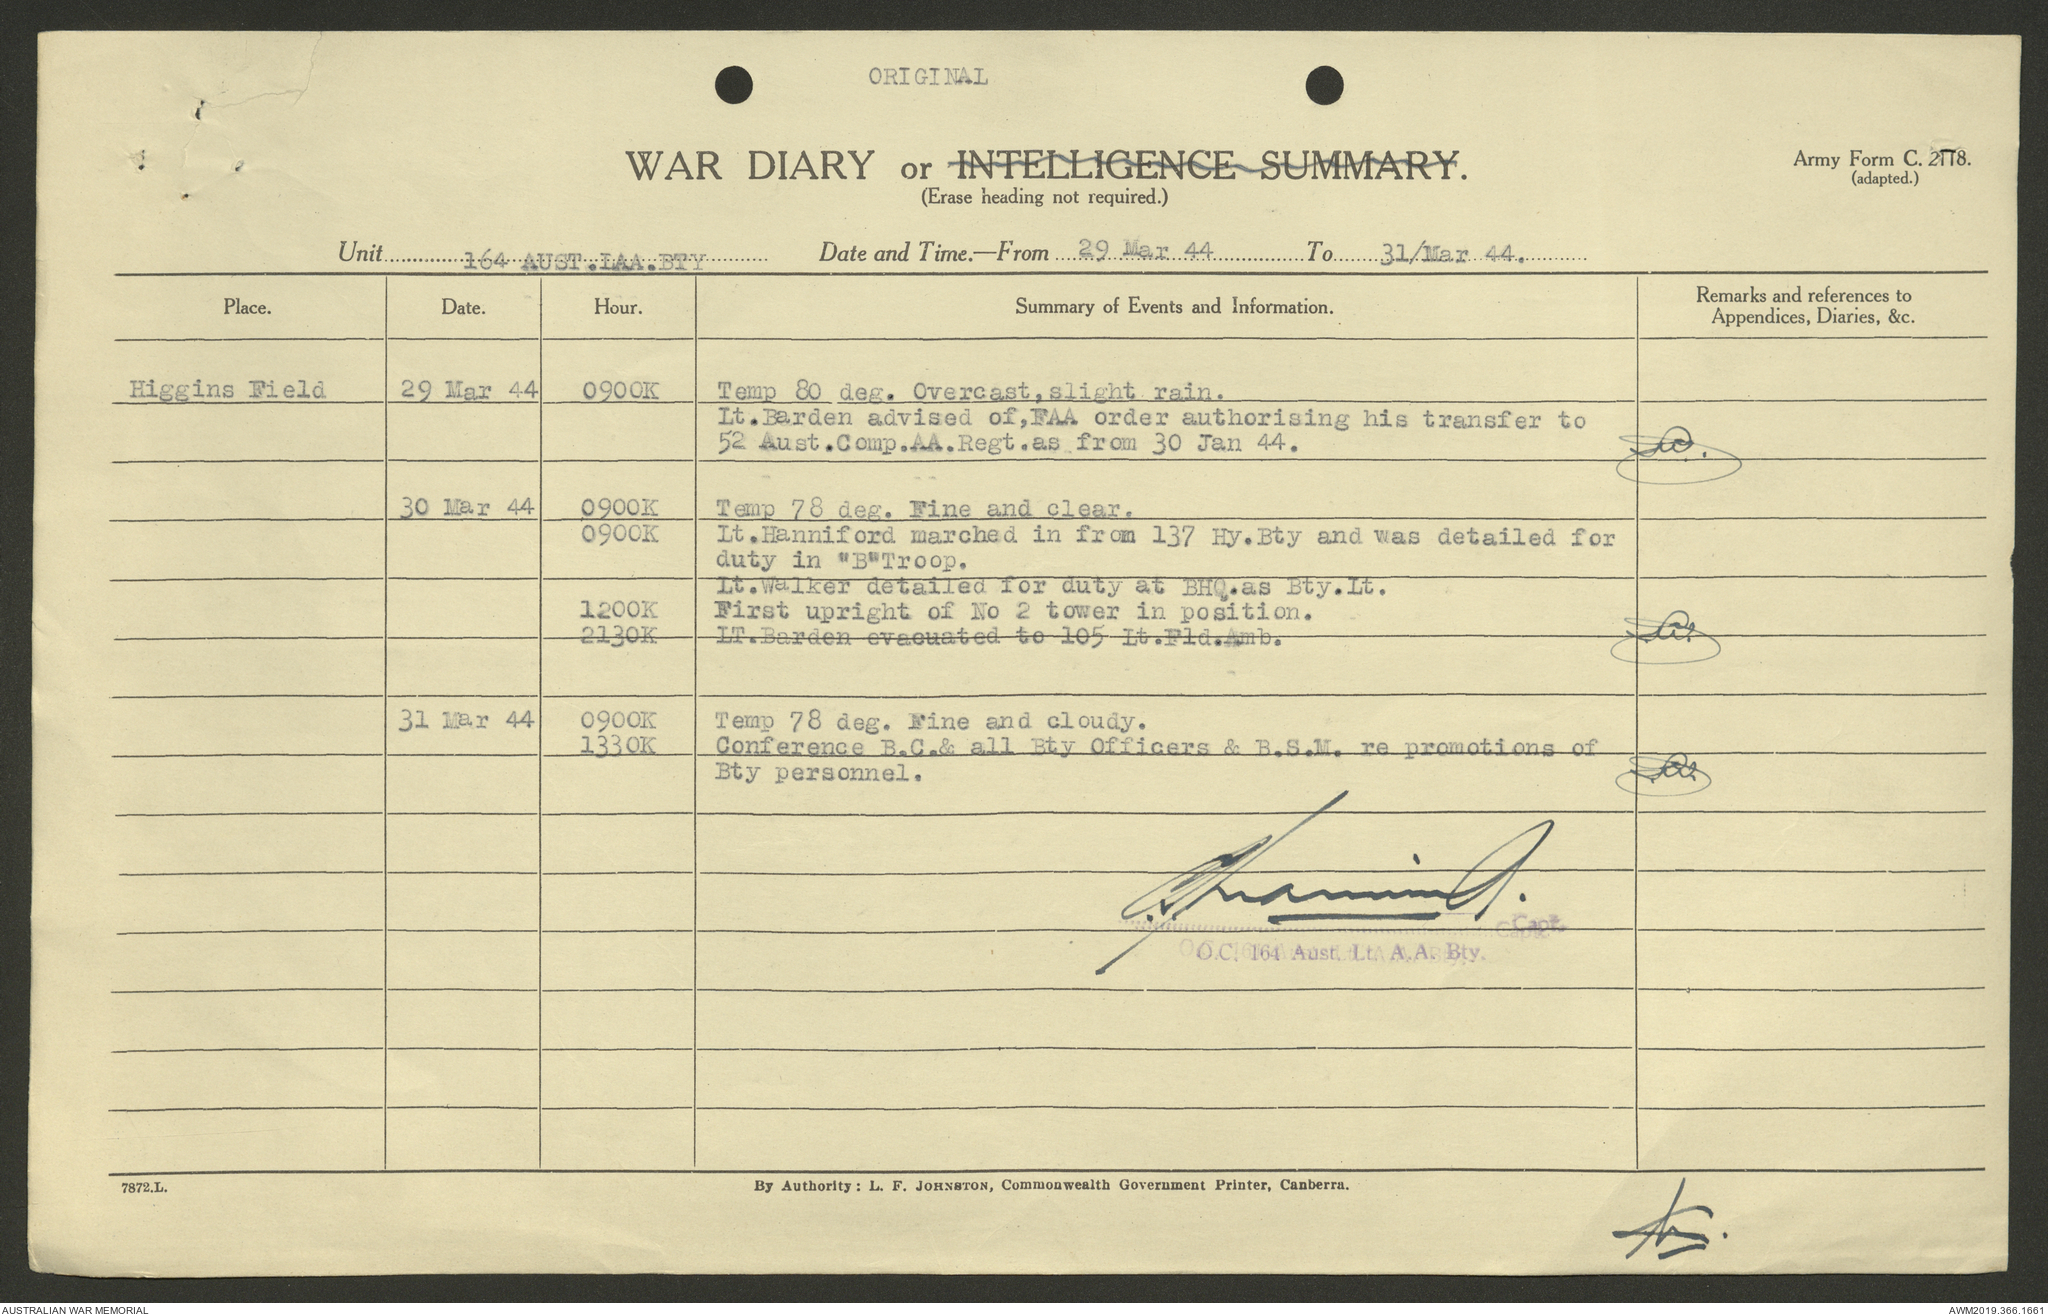 ORIGINAL
WAR DIARY or INTELLIGENCE SUMMARY.
(Erase heading not required.)
Army Form C. 2118.
(adapted.)
Unit 164 AUST.LAA.BTY Date and Time.—From 29 Mar 44 To 31/Mar 44.
Place. Date. Hour. Summary of Events and Information. Remarks and references to
Appendices, Diaries, &c.
Higgins Field 29 Mar 44 0900K Temp 80 deg. Overcast,slight rain.
Lt.Barden advised of,FAA order authorising his transfer to
52 Aust.Comp.AA.Regt.as from 30 Jan 44.
30 Mar 44 0900K Temp 78 deg. Fine and clear.
0900K Lt.Hanniford marched in from 137 Hy.Bty and was detailed for
duty in "B"Troop.
Lt.Walker detailed for duty at BHQ.as Bty.Lt.
1200K First upright of No 2 tower in position.
2130K LT.Barden evacuated to 105 Lt.Fld.Amb.
31 Mar 44 0900K Temp 78 deg. Fine and cloudy.
1330K Conference B.C.& all Bty Officers & B.S.M. re promotions of
Bty personnel.
Capt.
O.C. 164 Aust. Lt. A.A. Bty.
7872.L.
By Authority: L. F. JOHNSTON, Commonwealth Government Printer, Canberra.
AUSTRALIAN WAR MEMORIAL
AWM2019.366.1661